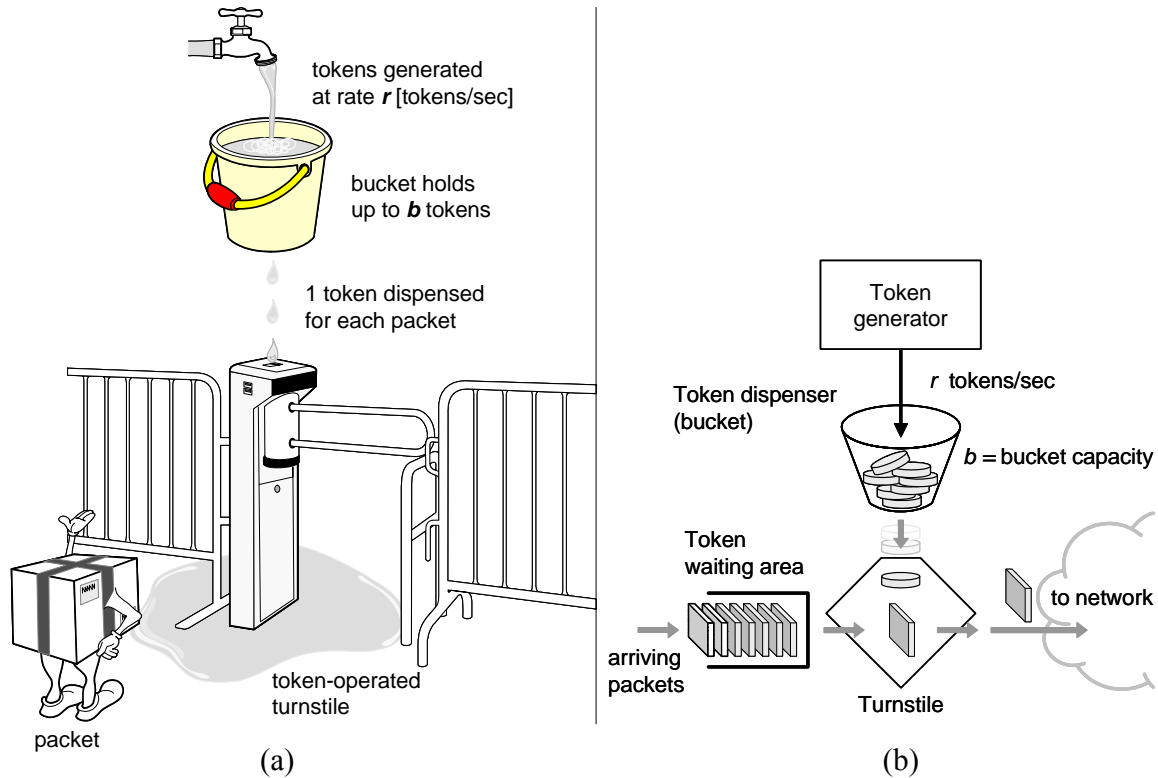 tokens generated
at rate r [tokens/sec]
bucket holds
up to b tokens
1 token dispensed
for each packet
token-operated
turnstile
packet
(a)
Token
generator
r tokens/sec
Token dispenser
(bucket)
b = bucket capacity
Token
waiting area
to network
arriving
packets
Turnstile
(b)